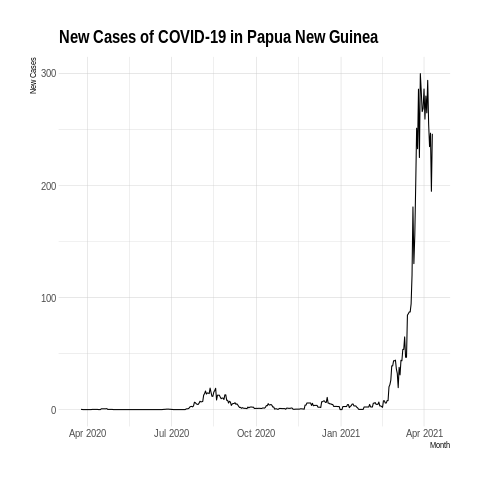 New Cases of COVID-19 in Papua New Guinea
New Cases
300
200
100
0
Apr 2020 Jul 2020 Oct 2020 Jan 2021 Apr 2021
Month